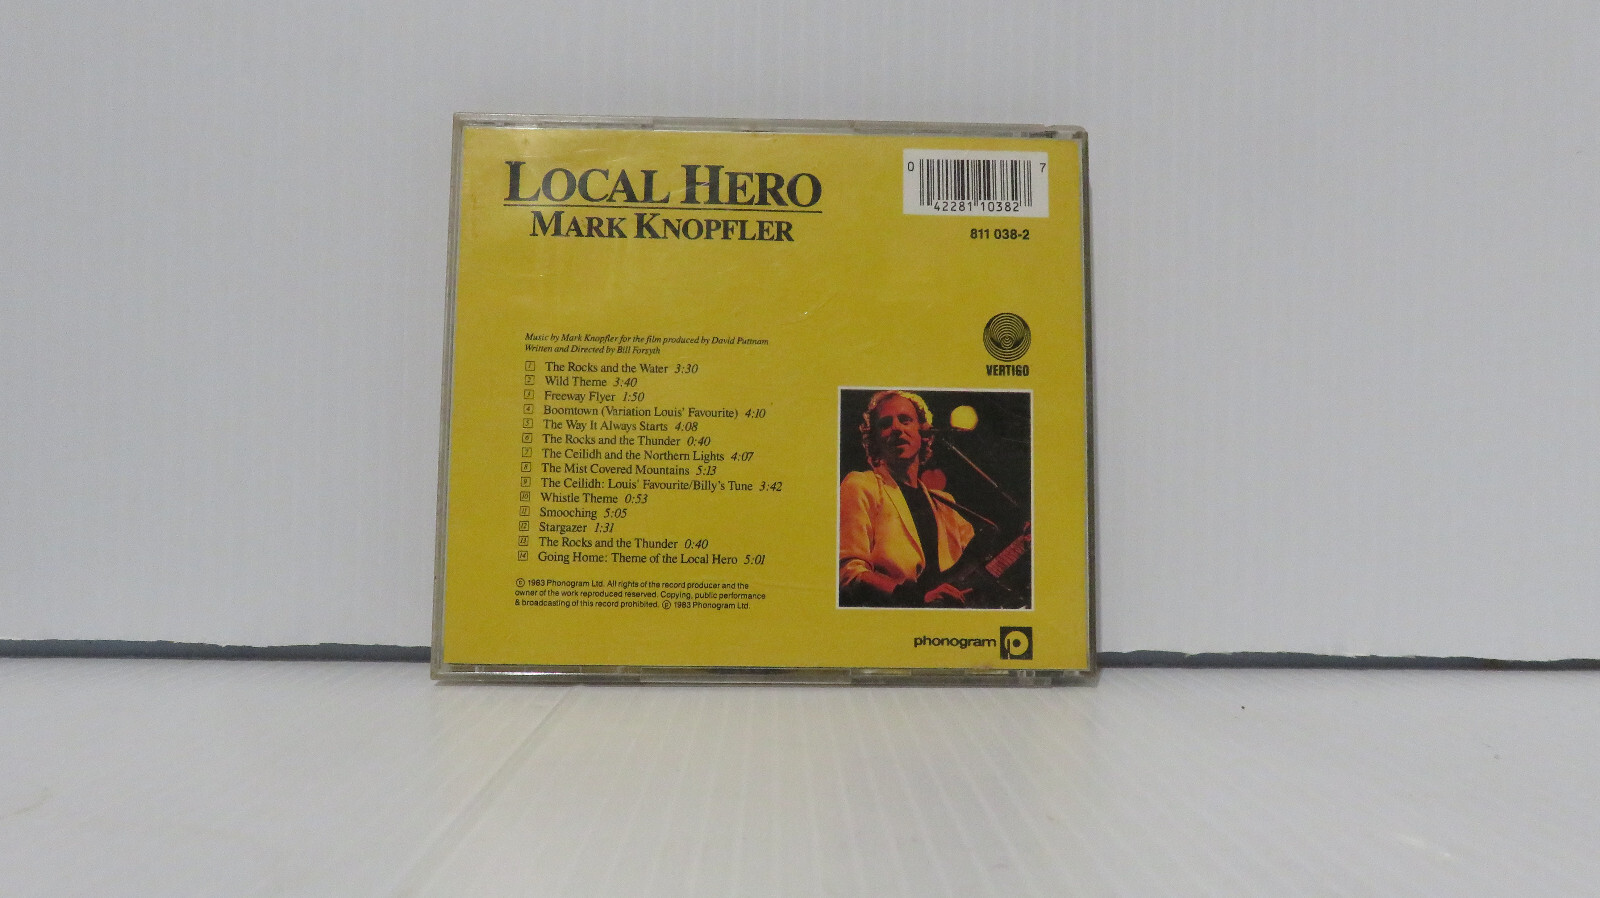 LOCAL HERO
MARK KNOPFLER
0 42281 10382 7
811 038-2
VERTIGO
Music by Mark Knopfler for the film produced by David Puttnam
Written and Directed by Bill Forsyth
1 The Rocks and the Water 3:30
2 Wild Theme 3:40
3 Freeway Flyer 1:50
4 Boomtown (Variation Louis' Favourite) 4:10
5 The Way It Always Starts 4:08
6 The Rocks and the Thunder 0:40
7 The Ceilidh and the Northern Lights 4:07
8 The Mist Covered Mountains 5:13
9 The Ceilidh: Louis' Favourite/Billy's Tune 3:42
10 Whistle Theme 0:53
11 Smooching 5:05
12 Stargazer 1:31
13 The Rocks and the Thunder 0:40
14 Going Home: Theme of the Local Hero 5:01
Ⓒ 1983 Phonogram Ltd. All rights of the record producer and the
owner of the work reproduced reserved. Copying, public performance
& broadcasting of this record prohibited. Ⓟ 1983 Phonogram Ltd.
phonogram